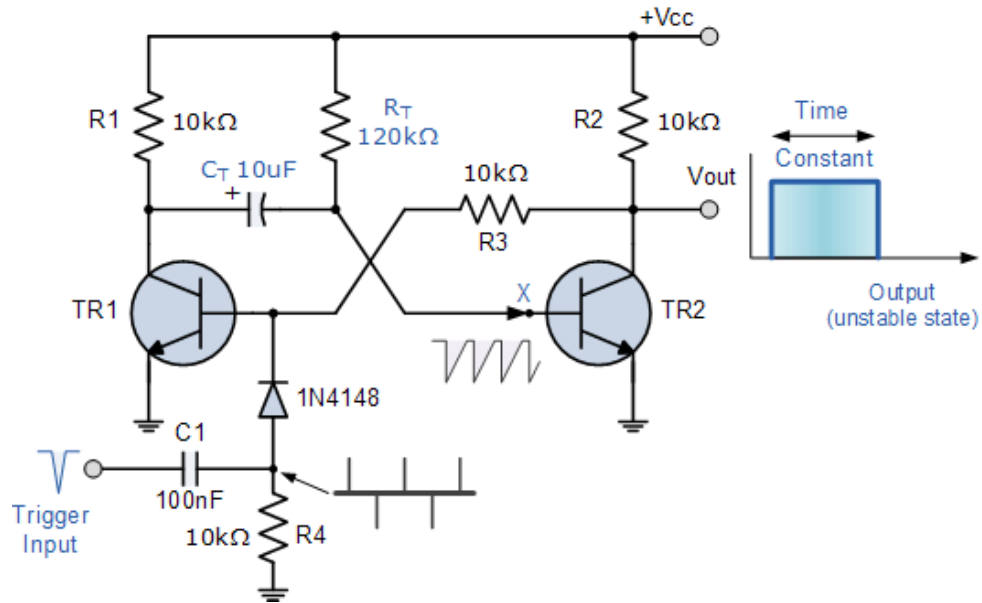 +Vcc
R1
10kΩ
RT
120kΩ
R2
10kΩ
Time
Constant
CT 10uF
+
10kΩ
R3
Vout
TR1
X
TR2
Output
(unstable state)
1N4148
C1
100nF
Trigger
Input
10kΩ
R4